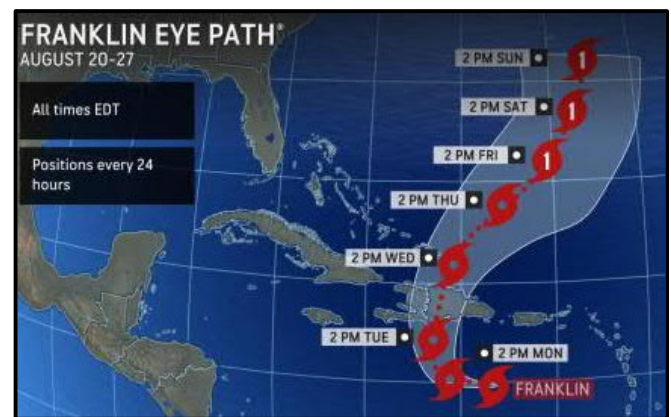 FRANKLIN EYE PATH®
AUGUST 20-27
All times EDT
Positions every 24
hours
2 PM SUN
1
2 PM SAT
1
2 PM FRI
1
2 PM THU
2 PM WED
2 PM TUE
2 PM MON
FRANKLIN